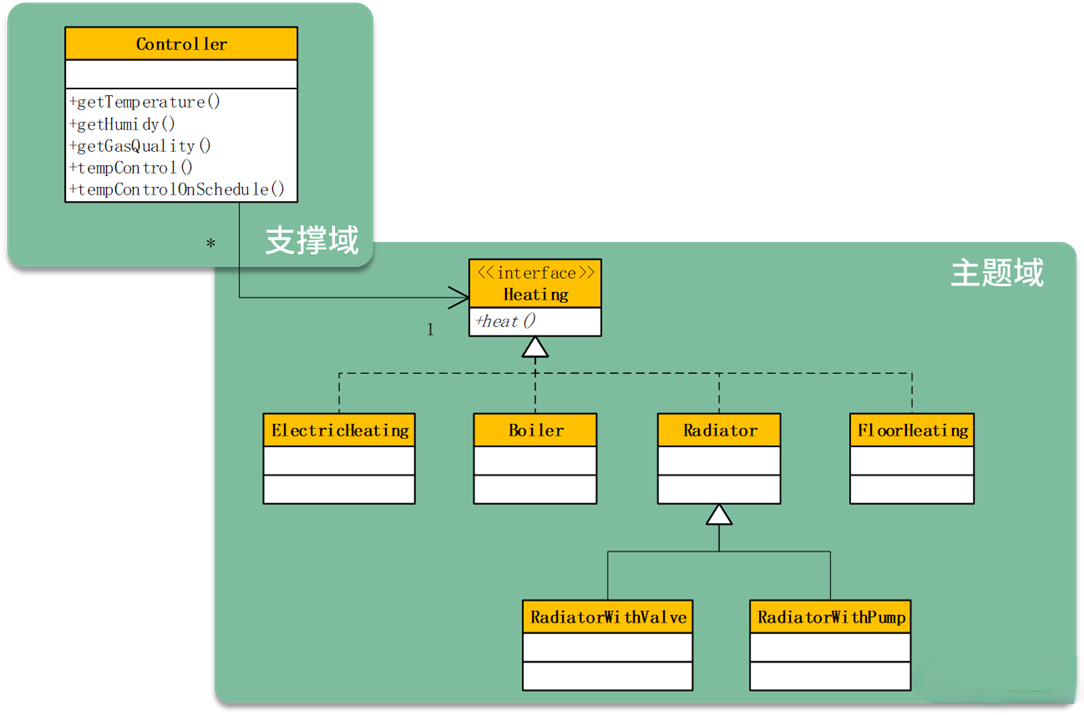 Controller
+getTemperature()
+getHumidy()
+getGasQuality()
+tempControl()
+tempControlOnSchedule()
*
支撑域
主题域
<<interface>>
Heating
+heat()
1
ElectricHeating
Boiler
Radiator
FloorHeating
RadiatorWithValve
RadiatorWithPump